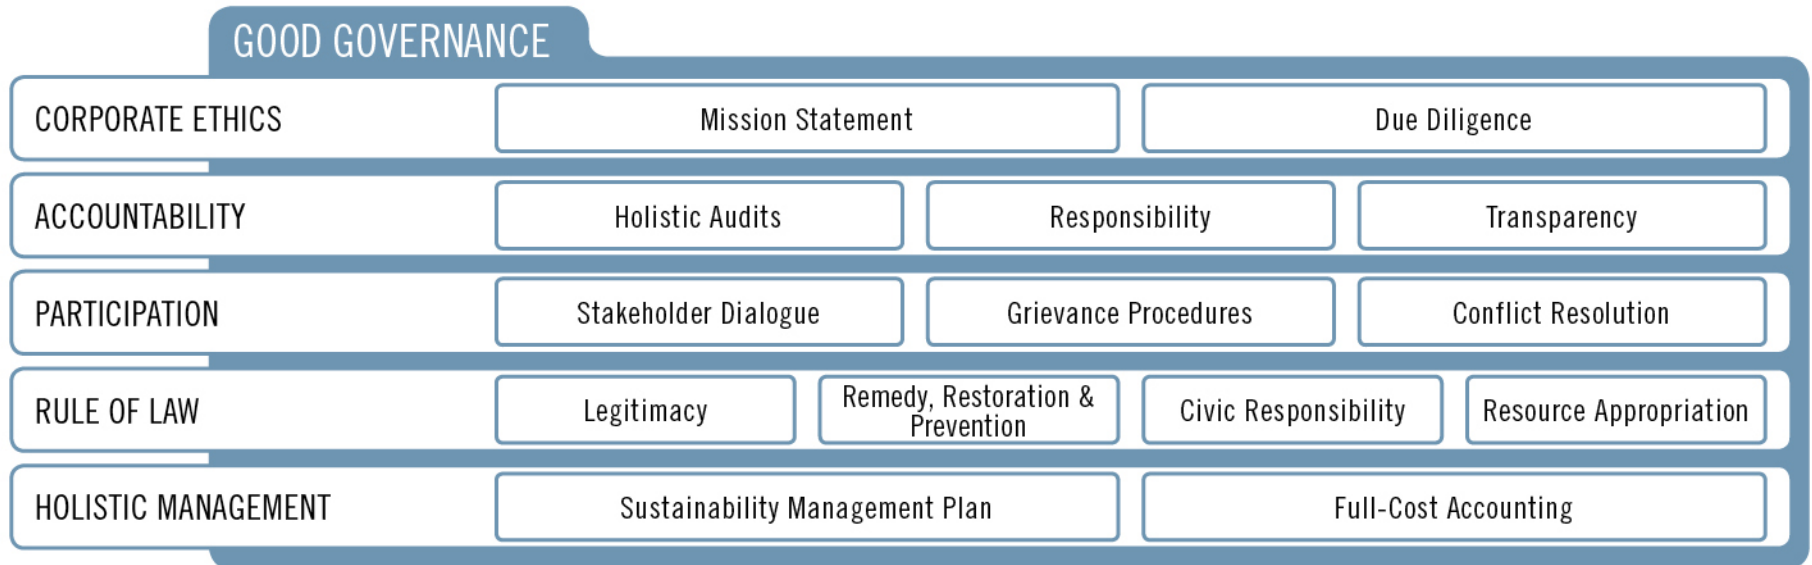 GOOD GOVERNANCE
CORPORATE ETHICS
Mission Statement
Due Diligence
ACCOUNTABILITY
Holistic Audits
Responsibility
Transparency
PARTICIPATION
Stakeholder Dialogue
Grievance Procedures
Conflict Resolution
RULE OF LAW
Legitimacy
Remedy, Restoration &
Prevention
Civic Responsibility
Resource Appropriation
HOLISTIC MANAGEMENT
Sustainability Management Plan
Full-Cost Accounting